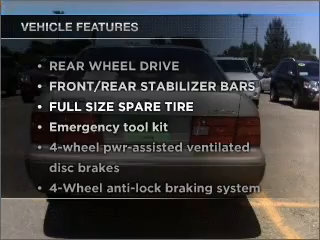 VEHICLE FEATURES
• REAR WHEEL DRIVE
• FRONT/REAR STABILIZER BARS
• FULL SIZE SPARE TIRE
• Emergency tool kit
• 4-wheel pwr-assisted ventilated
disc brakes
• 4-Wheel anti-lock braking system